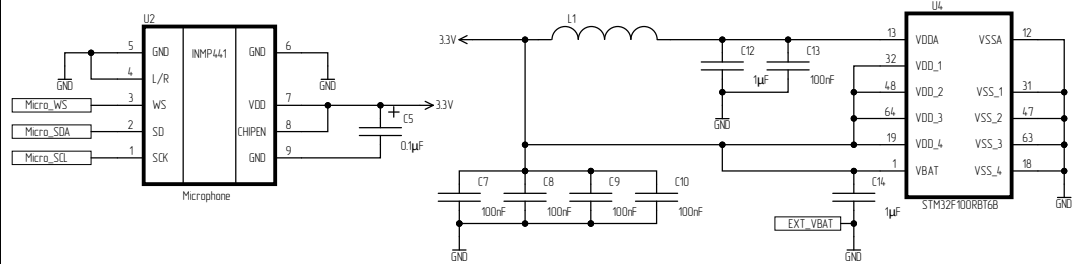 U2
5 GND INMP441 GND 6
4 L/R
GND
GND
Micro_WS 3 WS VDD 7
3.3V
Micro_SDA 2 SD CHIPEN 8
C5
0.1µF
Micro_SCL 1 SCK GND 9
Microphone
U4
L1
3.3V
13 VDDA VSSA 12
C12
1µF
C13
100nF
GND
32 VDD_1
48 VDD_2 VSS_1 31
64 VDD_3 VSS_2 47
19 VDD_4 VSS_3 63
1 VBAT VSS_4 18
C7
100nF
C8
100nF
C9
100nF
C10
100nF
C14
1µF
STM32F100RBT6B
GND
EXT_VBAT
GND
GND